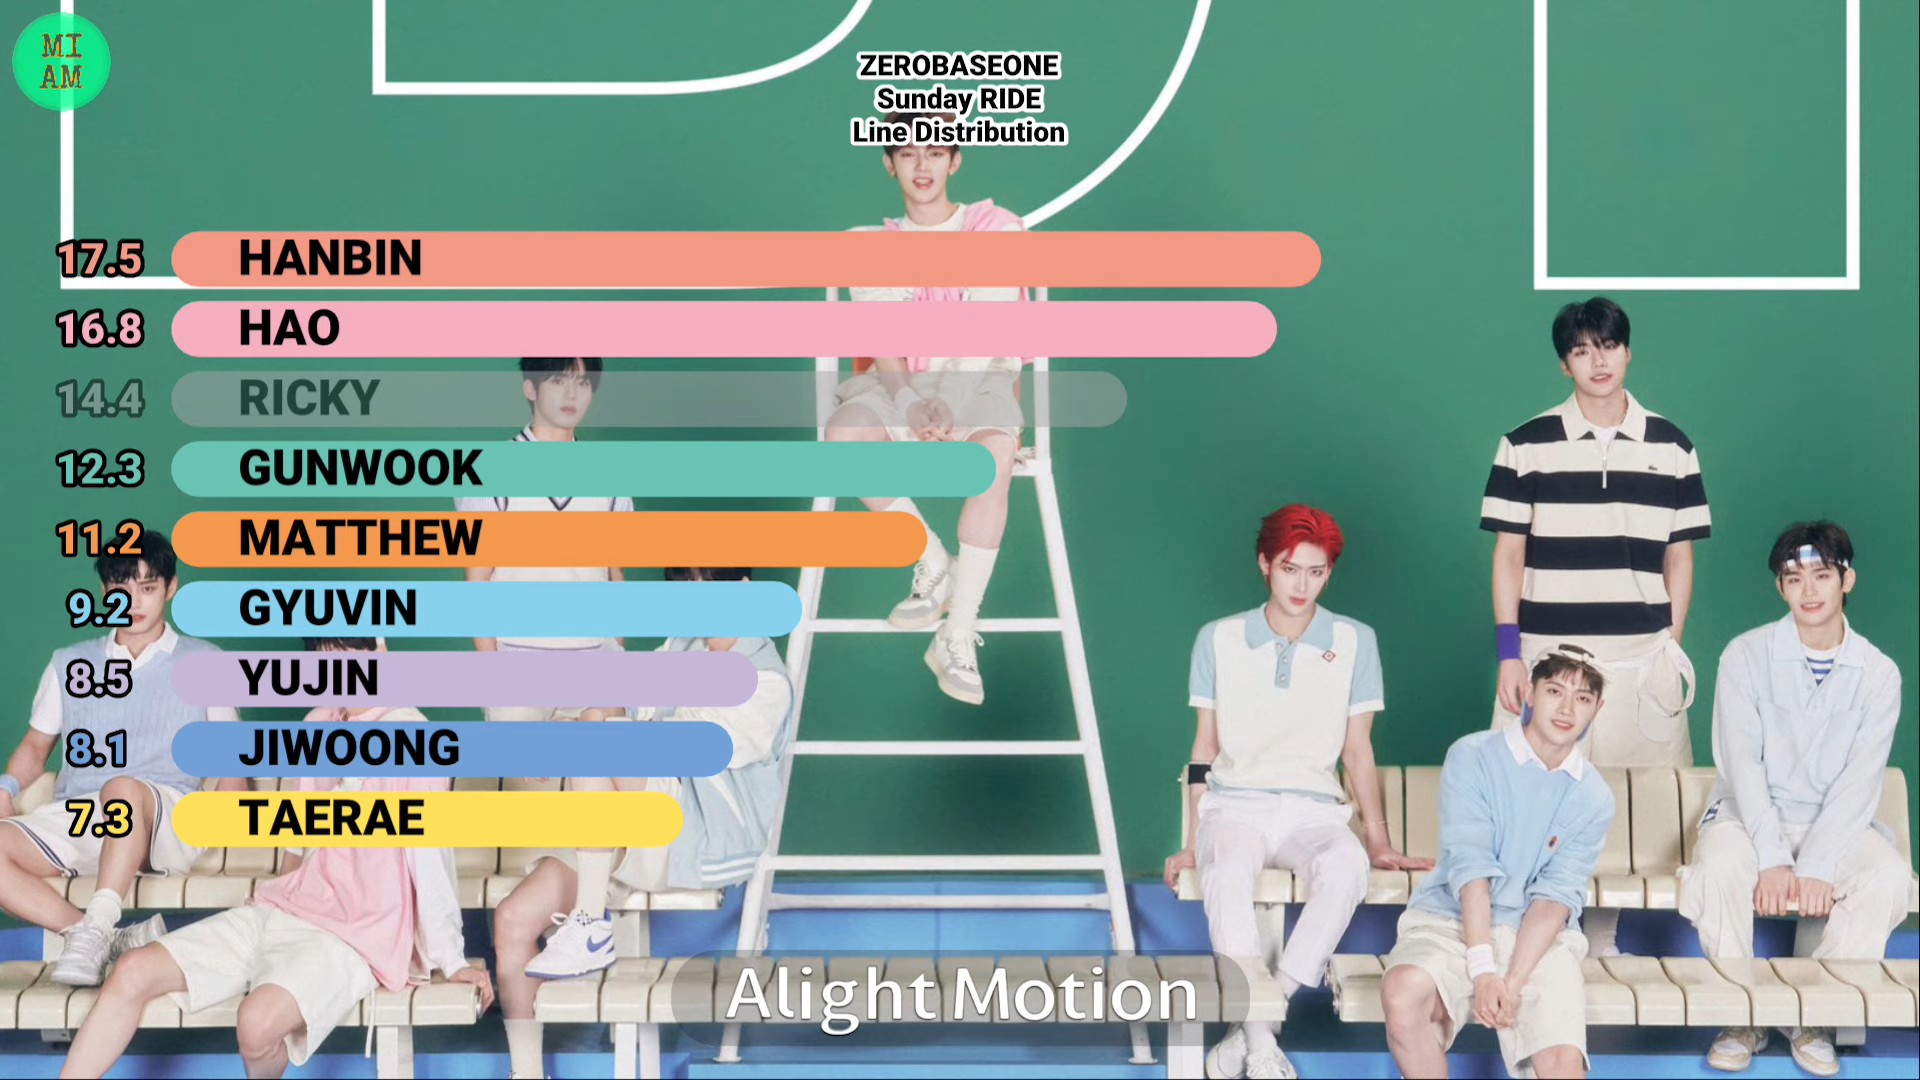 MI
AM
ZEROBASEONE
Sunday RIDE
Line Distribution
17.5 HANBIN
16.8 HAO
14.4 RICKY
12.3 GUNWOOK
11.2 MATTHEW
9.2 GYUVIN
8.5 YUJIN
8.1 JIWOONG
7.3 TAERAE
Alight Motion